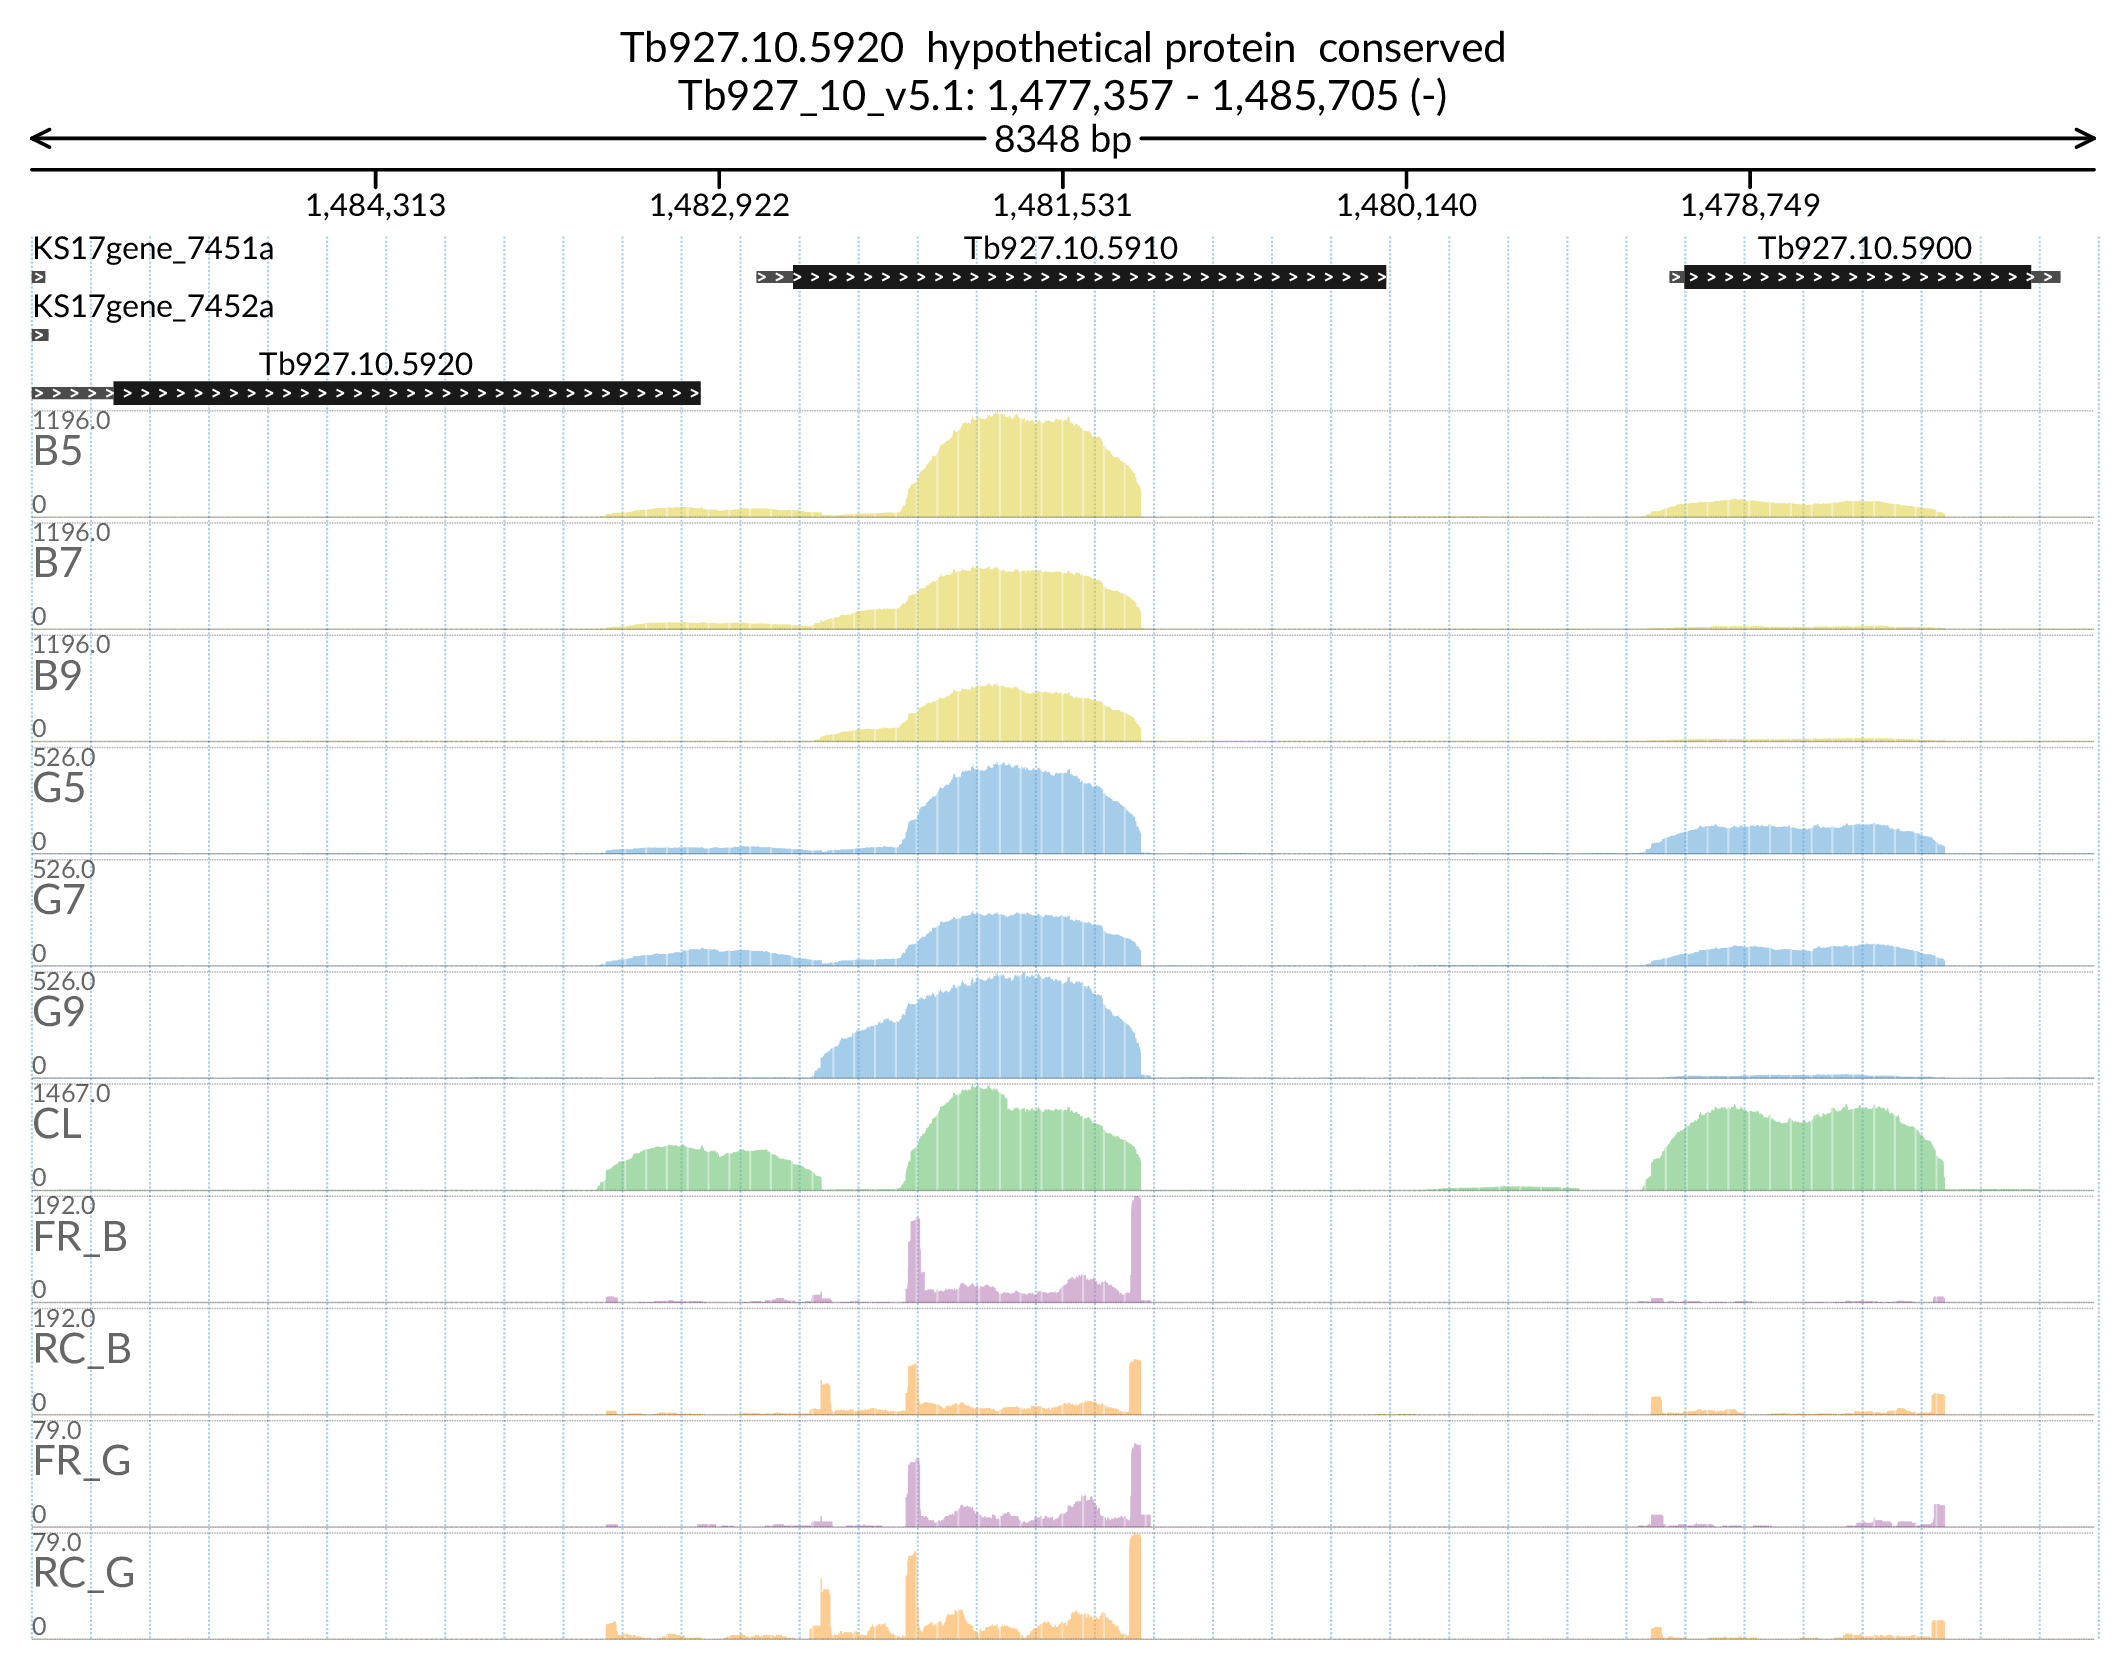 Tb927.10.5920  hypothetical protein  conserved
Tb927_10_v5.1: 1,477,357 - 1,485,705 (-)
8348 bp
1,484,313 1,482,922 1,481,531 1,480,140 1,478,749
KS17gene_7451a Tb927.10.5910 Tb927.10.5900
KS17gene_7452a
Tb927.10.5920
1196.0
B5
0
1196.0
B7
0
1196.0
B9
0
526.0
G5
0
526.0
G7
0
526.0
G9
0
1467.0
CL
0
192.0
FR_B
0
192.0
RC_B
0
79.0
FR_G
0
79.0
RC_G
0